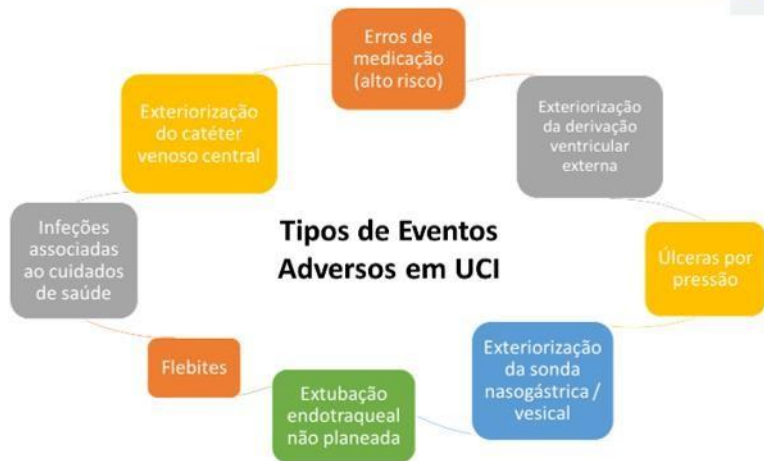 Erros de
medicação
(alto risco)
Exteriorização
da derivação
ventricular
externa
Úlceras por
pressão
Exteriorização
da sonda
nasogástrica /
vesical
Extubação
endotraqueal
não planeada
Flebites
Infeções
associadas
ao cuidados
de saúde
Exteriorização
do catéter
venoso central
Tipos de Eventos
Adversos em UCI